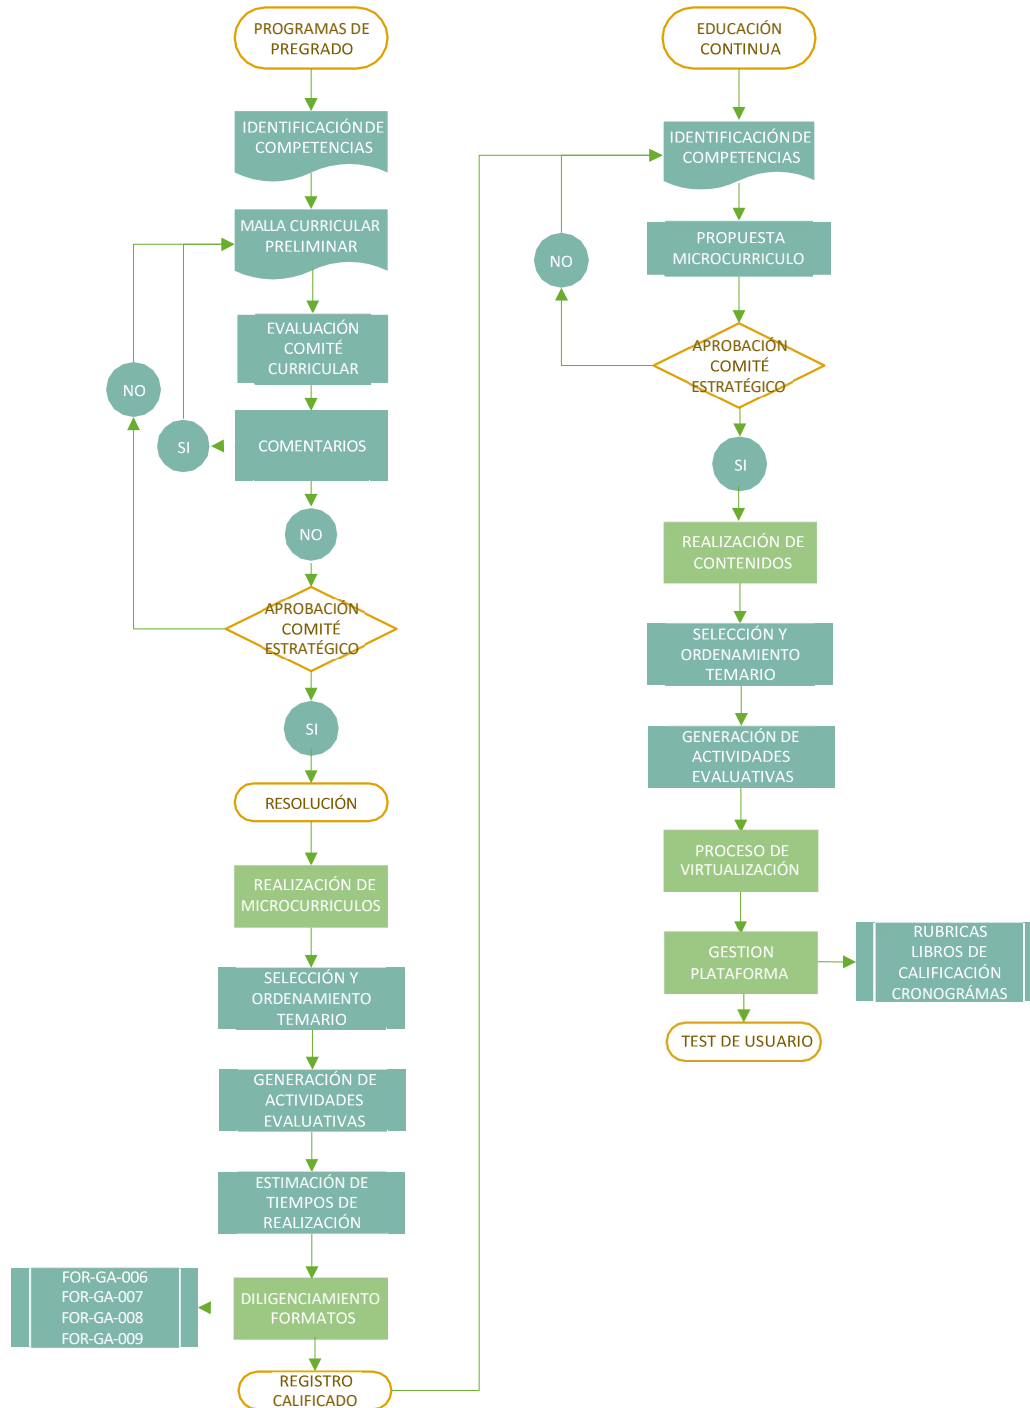 PROGRAMAS DE
PREGRADO
IDENTIFICACIÓN DE
COMPETENCIAS
MALLA CURRICULAR
PRELIMINAR
EVALUACIÓN
COMITÉ
CURRICULAR
NO
SI
COMENTARIOS
NO
APROBACIÓN
COMITÉ
ESTRATÉGICO
SI
RESOLUCIÓN
REALIZACIÓN DE
MICROCURRICULOS
SELECCIÓN Y
ORDENAMIENTO
TEMARIO
GENERACIÓN DE
ACTIVIDADES
EVALUATIVAS
ESTIMACIÓN DE
TIEMPOS DE
REALIZACIÓN
FOR-GA-006
FOR-GA-007
FOR-GA-008
FOR-GA-009
DILIGENCIAMIENTO
FORMATOS
REGISTRO
CALIFICADO
EDUCACIÓN
CONTINUA
IDENTIFICACIÓN DE
COMPETENCIAS
PROPUESTA
MICROCURRICULO
NO
APROBACIÓN
COMITÉ
ESTRATÉGICO
SI
REALIZACIÓN DE
CONTENIDOS
SELECCIÓN Y
ORDENAMIENTO
TEMARIO
GENERACIÓN DE
ACTIVIDADES
EVALUATIVAS
PROCESO DE
VIRTUALIZACIÓN
GESTION
PLATAFORMA
RUBRICAS
LIBROS DE
CALIFICACIÓN
CRONOGRÁMAS
TEST DE USUARIO